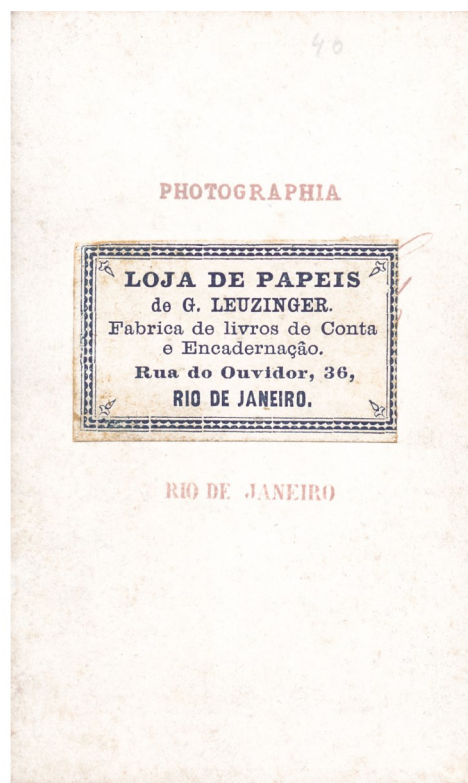 40
PHOTOGRAPHIA
LOJA DE PAPEIS
de G. LEUZINGER.
Fabrica de livros de Conta
e Encadernação.
Rua do Ouvidor, 36,
RIO DE JANEIRO.
RIO DE JANEIRO